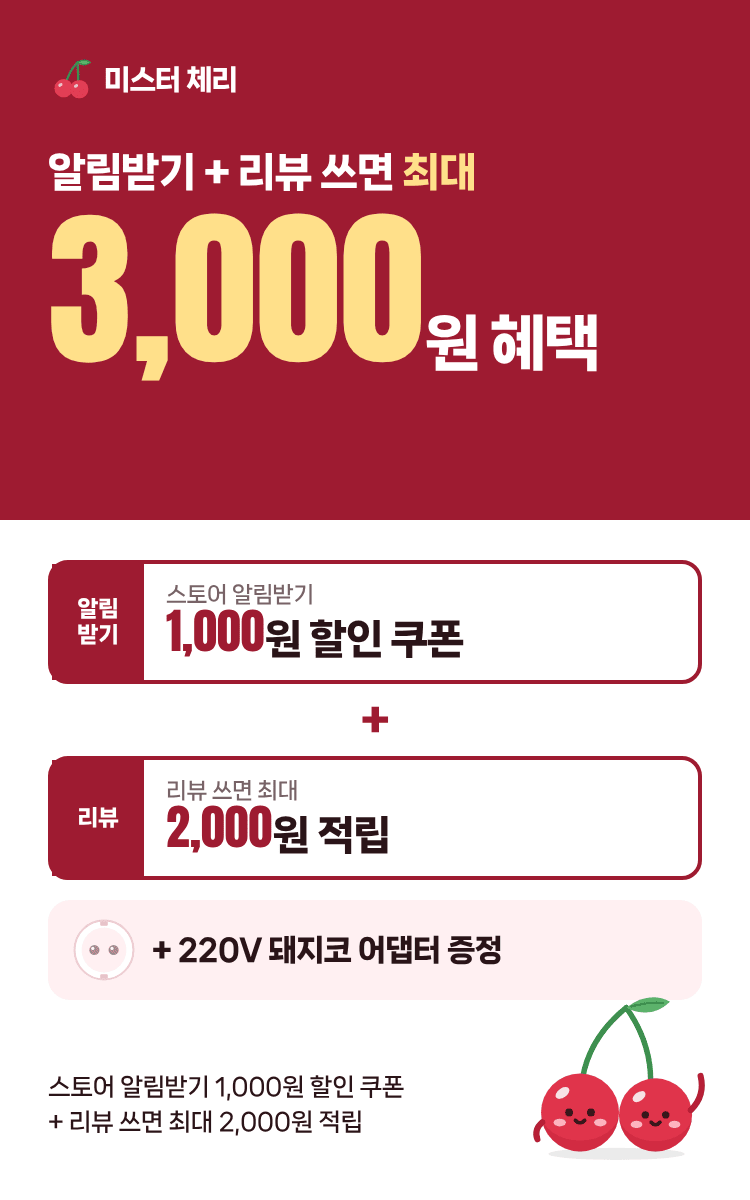 미스터 체리
알림받기 + 리뷰 쓰면 최대
3,000원 혜택
알림
받기
스토어 알림받기
1,000원 할인 쿠폰
+
리뷰
리뷰 쓰면 최대
2,000원 적립
+ 220V 돼지코 어댑터 증정
스토어 알림받기 1,000원 할인 쿠폰
+ 리뷰 쓰면 최대 2,000원 적립